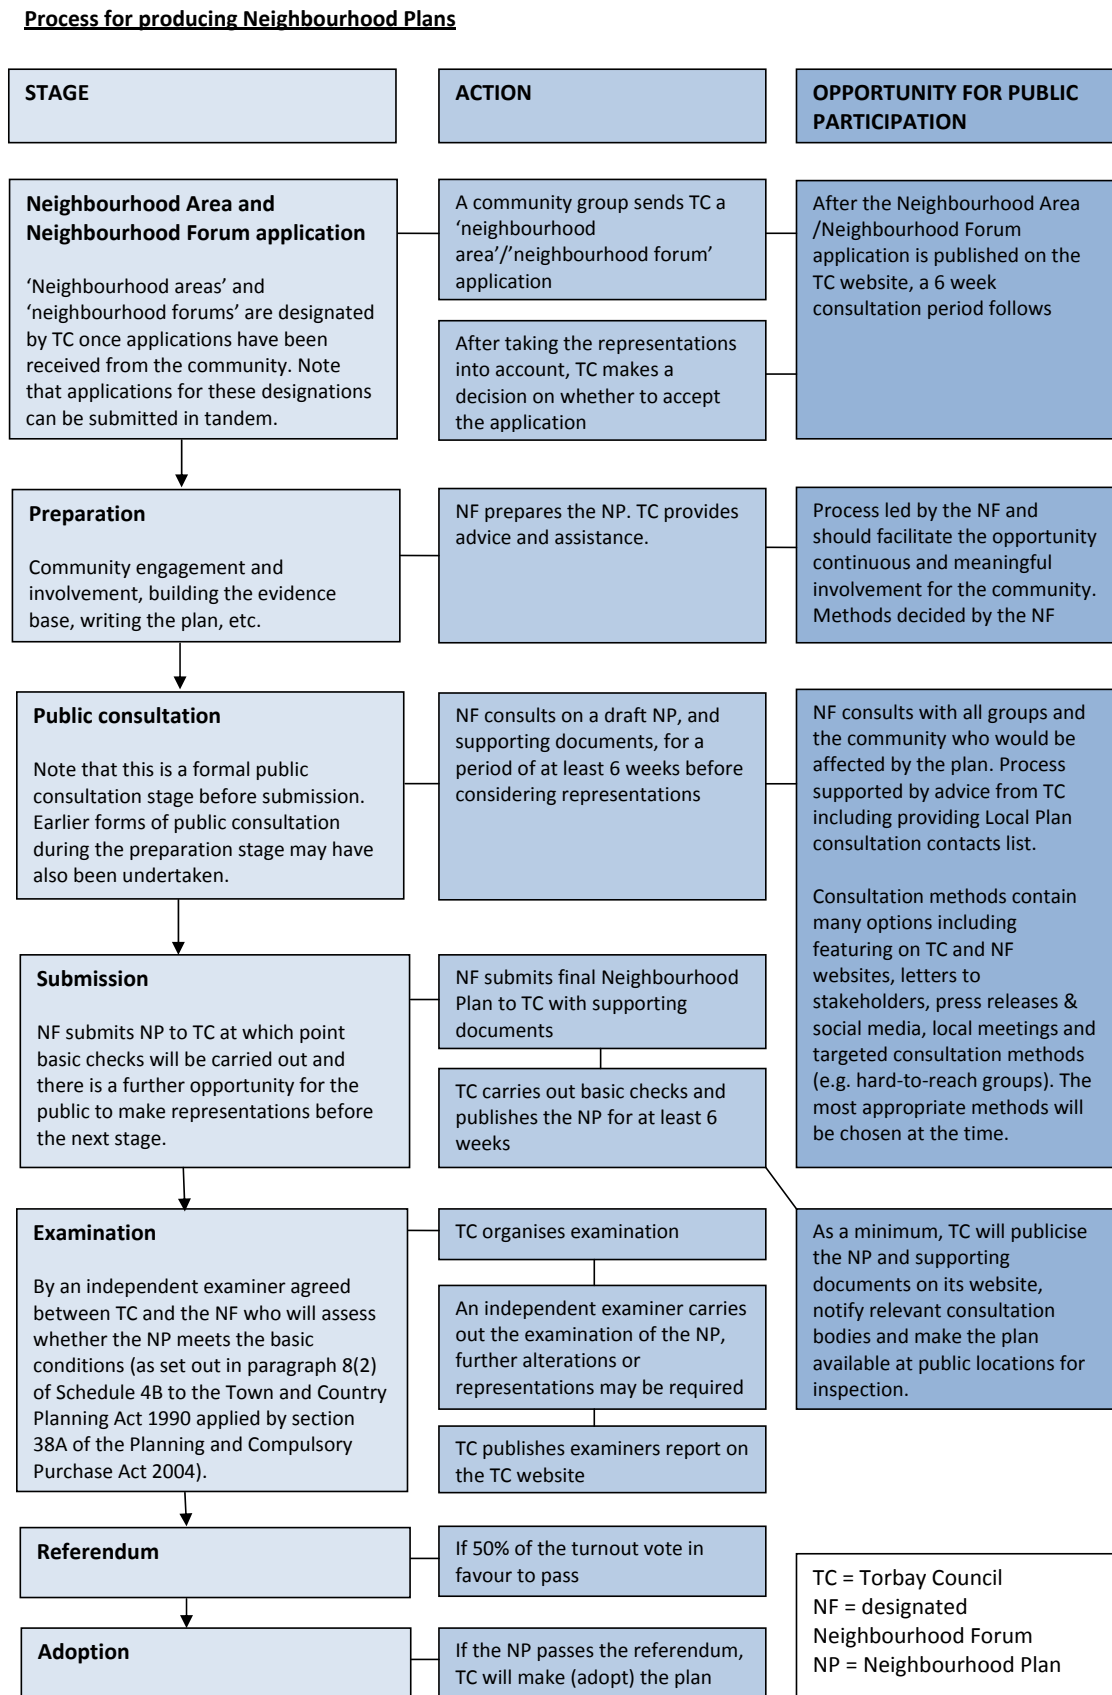 Process for producing Neighbourhood Plans
STAGE
ACTION
OPPORTUNITY FOR PUBLIC
PARTICIPATION
Neighbourhood Area and
Neighbourhood Forum application
‘Neighbourhood areas’ and
‘neighbourhood forums’ are designated
by TC once applications have been
received from the community. Note
that applications for these designations
can be submitted in tandem.
A community group sends TC a
‘neighbourhood
area’/’neighbourhood forum’
application
After taking the representations
into account, TC makes a
decision on whether to accept
the application
After the Neighbourhood Area
/Neighbourhood Forum
application is published on the
TC website, a 6 week
consultation period follows
Preparation
Community engagement and
involvement, building the evidence
base, writing the plan, etc.
NF prepares the NP. TC provides
advice and assistance.
Process led by the NF and
should facilitate the opportunity
continuous and meaningful
involvement for the community.
Methods decided by the NF
Public consultation
Note that this is a formal public
consultation stage before submission.
Earlier forms of public consultation
during the preparation stage may have
also been undertaken.
NF consults on a draft NP, and
supporting documents, for a
period of at least 6 weeks before
considering representations
NF consults with all groups and
the community who would be
affected by the plan. Process
supported by advice from TC
including providing Local Plan
consultation contacts list.
Consultation methods contain
many options including
featuring on TC and NF
websites, letters to
stakeholders, press releases &
social media, local meetings and
targeted consultation methods
(e.g. hard-to-reach groups). The
most appropriate methods will
be chosen at the time.
Submission
NF submits NP to TC at which point
basic checks will be carried out and
there is a further opportunity for the
public to make representations before
the next stage.
NF submits final Neighbourhood
Plan to TC with supporting
documents
TC carries out basic checks and
publishes the NP for at least 6
weeks
As a minimum, TC will publicise
the NP and supporting
documents on its website,
notify relevant consultation
bodies and make the plan
available at public locations for
inspection.
Examination
By an independent examiner agreed
between TC and the NF who will assess
whether the NP meets the basic
conditions (as set out in paragraph 8(2)
of Schedule 4B to the Town and Country
Planning Act 1990 applied by section
38A of the Planning and Compulsory
Purchase Act 2004).
TC organises examination
An independent examiner carries
out the examination of the NP,
further alterations or
representations may be required
TC publishes examiners report on
the TC website
Referendum
If 50% of the turnout vote in
favour to pass
Adoption
If the NP passes the referendum,
TC will make (adopt) the plan
TC = Torbay Council
NF = designated
Neighbourhood Forum
NP = Neighbourhood Plan